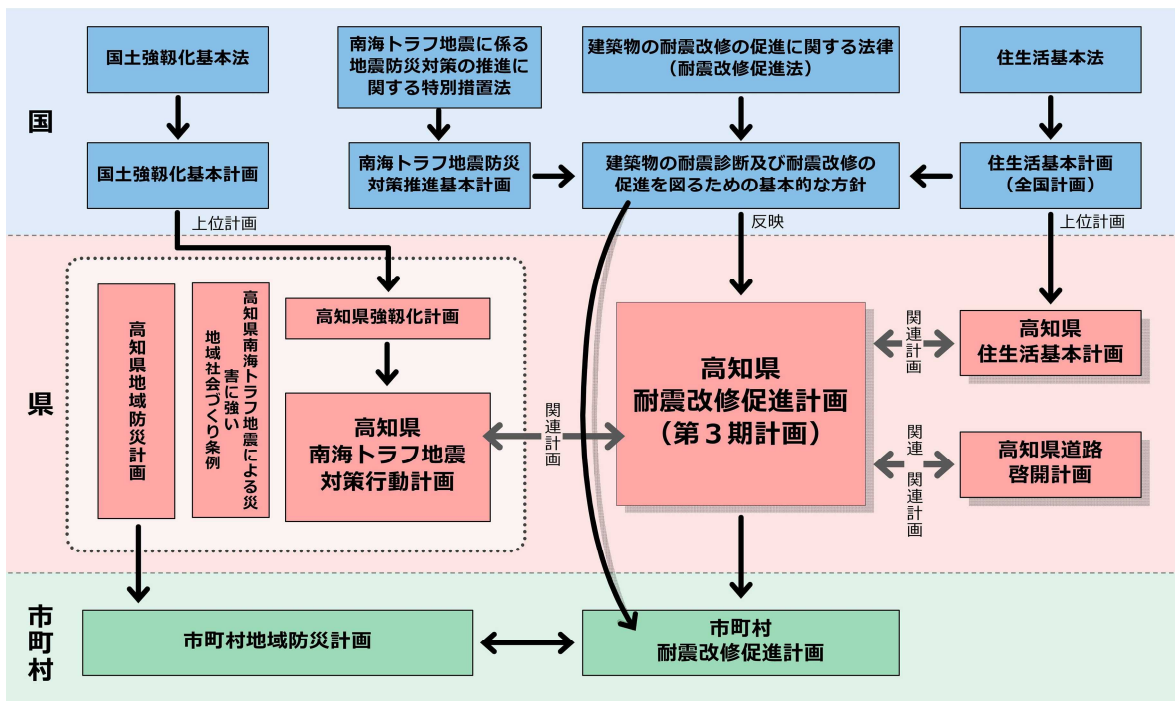 国
国土強靱化基本法
南海トラフ地震に係る
地震防災対策の推進に
関する特別措置法
建築物の耐震改修の促進に関する法律
（耐震改修促進法）
住生活基本法
国土強靱化基本計画
南海トラフ地震防災
対策推進基本計画
建築物の耐震診断及び耐震改修の
促進を図るための基本的な方針
住生活基本計画
（全国計画）
上位計画
反映
上位計画
県
高知県地域防災計画
高知県南海トラフ地震による災
害に強い
地域社会づくり条例
高知県強靱化計画
高知県
南海トラフ地震
対策行動計画
関連計画
高知県
耐震改修促進計画
（第３期計画）
関連計画
高知県
住生活基本計画
関連
関連計画
高知県道路
啓開計画
市町村
市町村地域防災計画
市町村
耐震改修促進計画